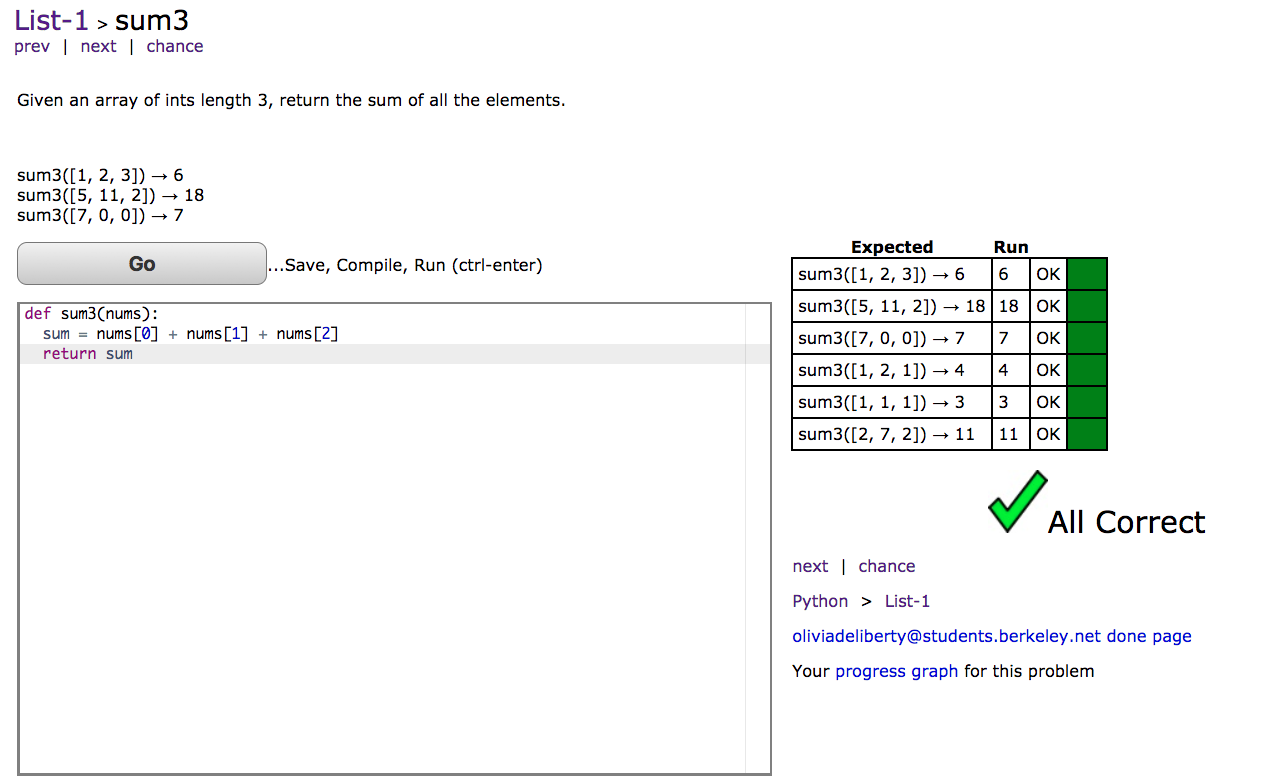 List-1 > sum3
prev | next | chance
Given an array of ints length 3, return the sum of all the elements.
sum3([1, 2, 3]) → 6
sum3([5, 11, 2]) → 18
sum3([7, 0, 0]) → 7
Go ...Save, Compile, Run (ctrl-enter)
def sum3(nums):
  sum = nums[0] + nums[1] + nums[2]
  return sum
Expected Run
sum3([1, 2, 3]) → 6 6 OK
sum3([5, 11, 2]) → 18 18 OK
sum3([7, 0, 0]) → 7 7 OK
sum3([1, 2, 1]) → 4 4 OK
sum3([1, 1, 1]) → 3 3 OK
sum3([2, 7, 2]) → 11 11 OK
All Correct
next | chance
Python > List-1
oliviadeliberty@students.berkeley.net done page
Your progress graph for this problem